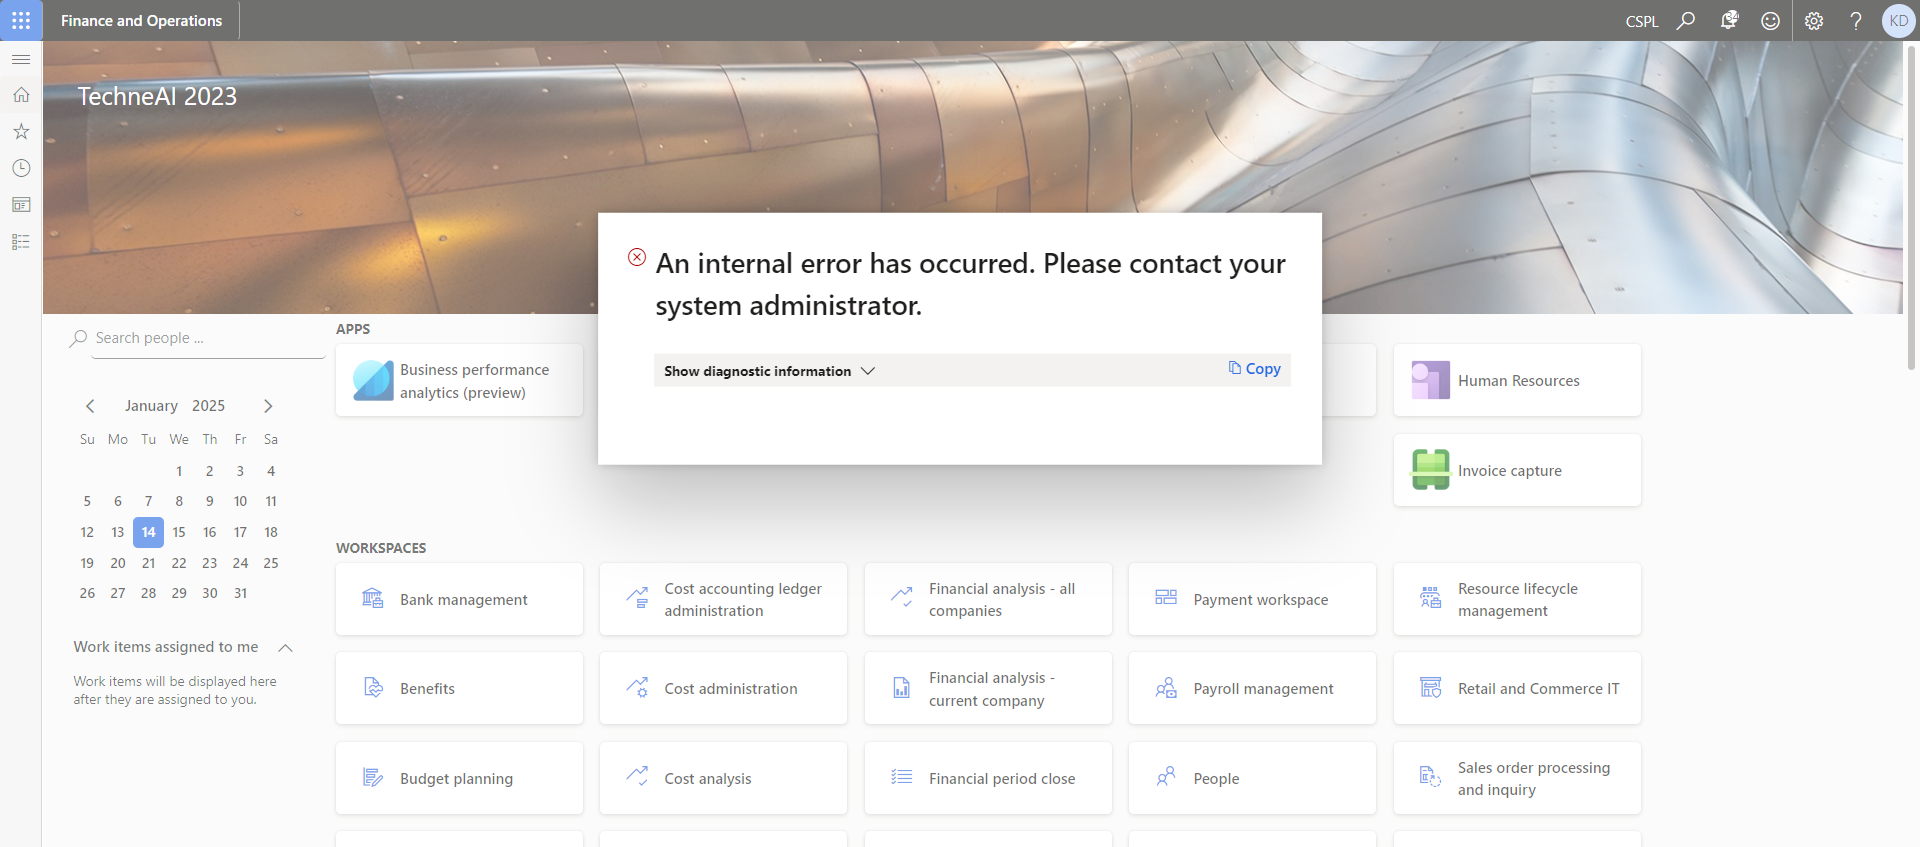 Finance and Operations
CSPL
34
KD
TechneAI 2023
An internal error has occurred. Please contact your
system administrator.
Show diagnostic information
Copy
Search people ...
January 2025
Su Mo Tu We Th Fr Sa
1 2 3 4
5 6 7 8 9 10 11
12 13 14 15 16 17 18
19 20 21 22 23 24 25
26 27 28 29 30 31
Work items assigned to me
Work items will be displayed here
after they are assigned to you.
APPS
Business performance
analytics (preview)
Human Resources
Invoice capture
WORKSPACES
Bank management
Cost accounting ledger
administration
Financial analysis - all
companies
Payment workspace
Resource lifecycle
management
Benefits
Cost administration
Financial analysis -
current company
Payroll management
Retail and Commerce IT
Budget planning
Cost analysis
Financial period close
People
Sales order processing
and inquiry